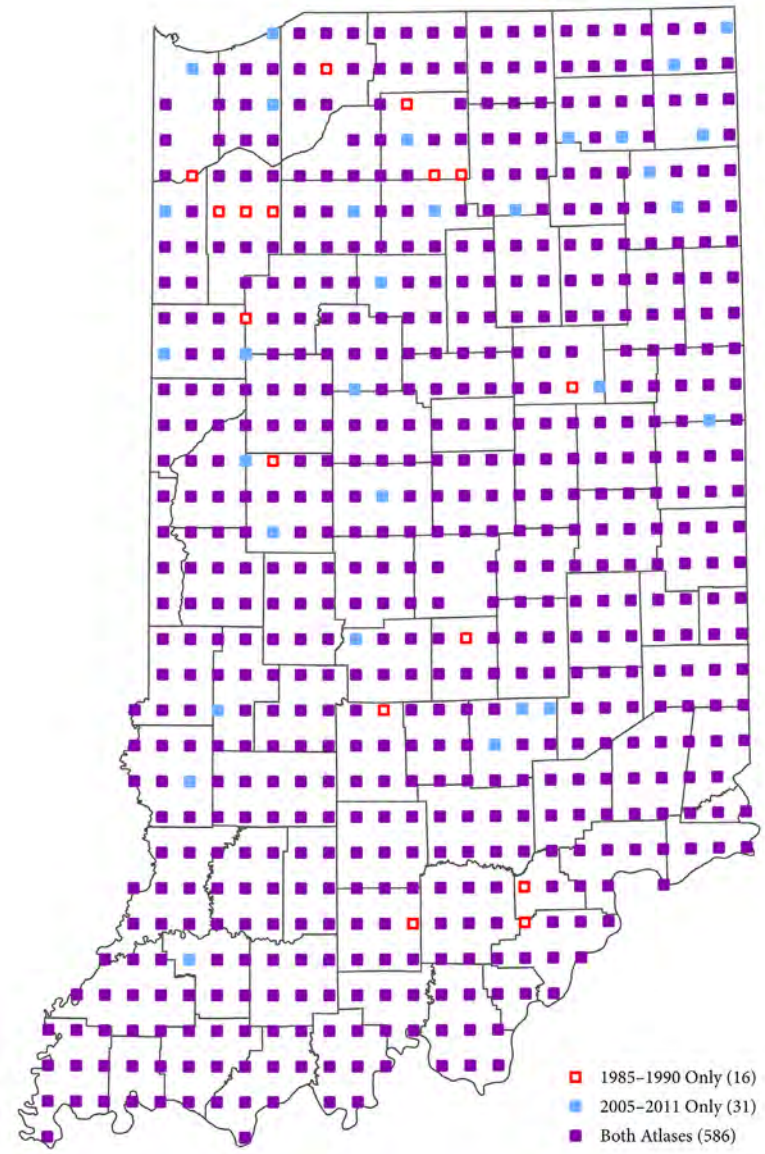 1985–1990 Only (16)
2005–2011 Only (31)
Both Atlases (586)